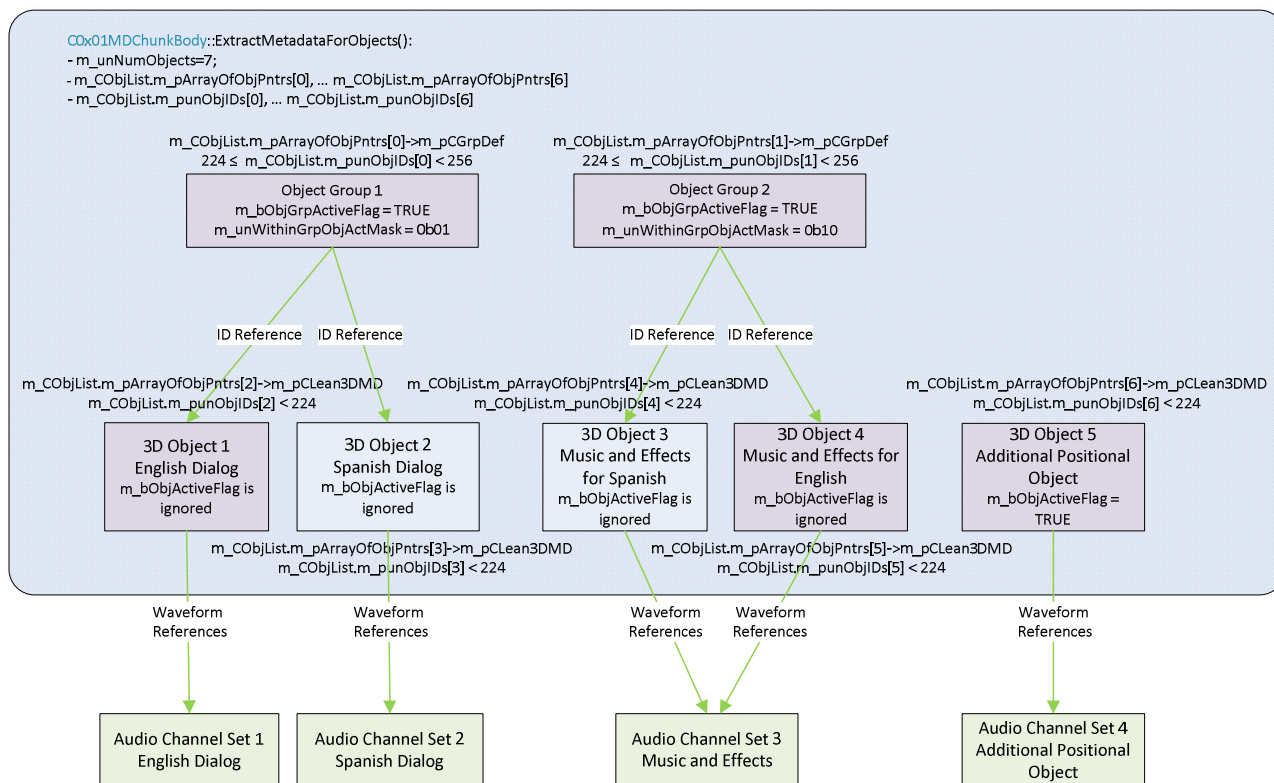 C0x01MDChunkBody::ExtractMetadataForObjects():
- m_unNumObjects=7;
- m_CObjList.m_pArrayOfObjPntrs[0], ... m_CObjList.m_pArrayOfObjPntrs[6]
- m_CObjList.m_punObjIDs[0], ... m_CObjList.m_punObjIDs[6]
m_CObjList.m_pArrayOfObjPntrs[0]->m_pCGrpDef
224 ≤ m_CObjList.m_punObjIDs[0] < 256
m_CObjList.m_pArrayOfObjPntrs[1]->m_pCGrpDef
224 ≤ m_CObjList.m_punObjIDs[1] < 256
Object Group 1
m_bObjGrpActiveFlag = TRUE
m_unWithinGrpObjActMask = 0b01
Object Group 2
m_bObjGrpActiveFlag = TRUE
m_unWithinGrpObjActMask = 0b10
ID Reference
ID Reference
ID Reference
ID Reference
m_CObjList.m_pArrayOfObjPntrs[2]->m_pCLean3DMD
m_CObjList.m_punObjIDs[2] < 224
m_CObjList.m_pArrayOfObjPntrs[4]->m_pCLean3DMD
m_CObjList.m_punObjIDs[4] < 224
m_CObjList.m_pArrayOfObjPntrs[6]->m_pCLean3DMD
m_CObjList.m_punObjIDs[6] < 224
3D Object 1
English Dialog
m_bObjActiveFlag is
ignored
3D Object 2
Spanish Dialog
m_bObjActiveFlag is
ignored
3D Object 3
Music and Effects
for Spanish
m_bObjActiveFlag is
ignored
3D Object 4
Music and Effects for
English
m_bObjActiveFlag is
ignored
3D Object 5
Additional Positional
Object
m_bObjActiveFlag =
TRUE
m_CObjList.m_pArrayOfObjPntrs[3]->m_pCLean3DMD
m_CObjList.m_punObjIDs[3] < 224
m_CObjList.m_pArrayOfObjPntrs[5]->m_pCLean3DMD
m_CObjList.m_punObjIDs[5] < 224
Waveform
References
Waveform
References
Waveform
References
Waveform
References
Waveform
References
Audio Channel Set 1
English Dialog
Audio Channel Set 2
Spanish Dialog
Audio Channel Set 3
Music and Effects
Audio Channel Set 4
Additional Positional
Object